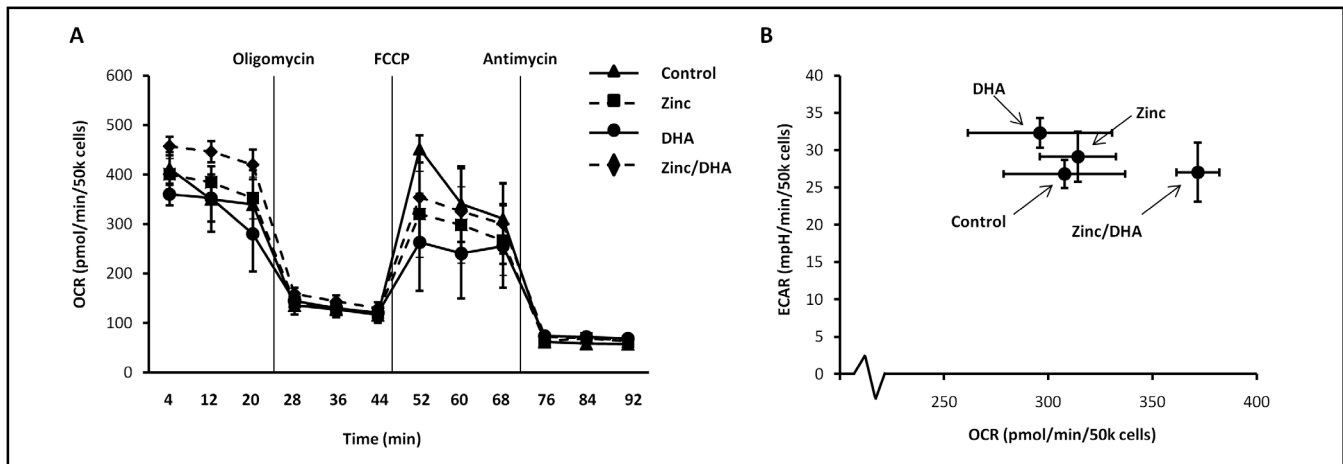 A
Oligomycin FCCP Antimycin
Control
Zinc
DHA
Zinc/DHA
OCR (pmol/min/50k cells)
600
500
400
300
200
100
0
4 12 20 28 36 44 52 60 68 76 84 92
Time (min)
B
ECAR (mpH/min/50k cells)
40
35
30
25
20
15
10
5
0
DHA
Zinc
Control
Zinc/DHA
250 300 350 400
OCR (pmol/min/50k cells)